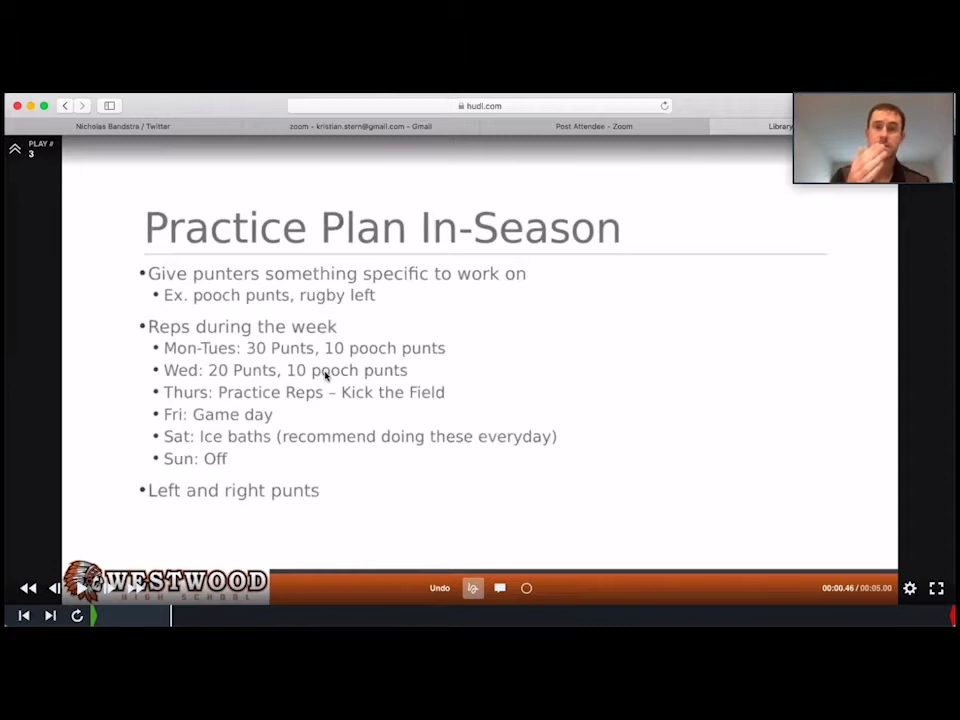 hudl.com
Nicholas Bandstra / Twitter
zoom - kristian.stern@gmail.com - Gmail
Post Attendee - Zoom
Library
PLAY #
3
Practice Plan In-Season
•Give punters something specific to work on
•Ex. pooch punts, rugby left
•Reps during the week
•Mon-Tues: 30 Punts, 10 pooch punts
•Wed: 20 Punts, 10 pooch punts
•Thurs: Practice Reps – Kick the Field
•Fri: Game day
•Sat: Ice baths (recommend doing these everyday)
•Sun: Off
•Left and right punts
WESTWOOD
HIGH SCHOOL
Undo
00:00.46 / 00:05.00